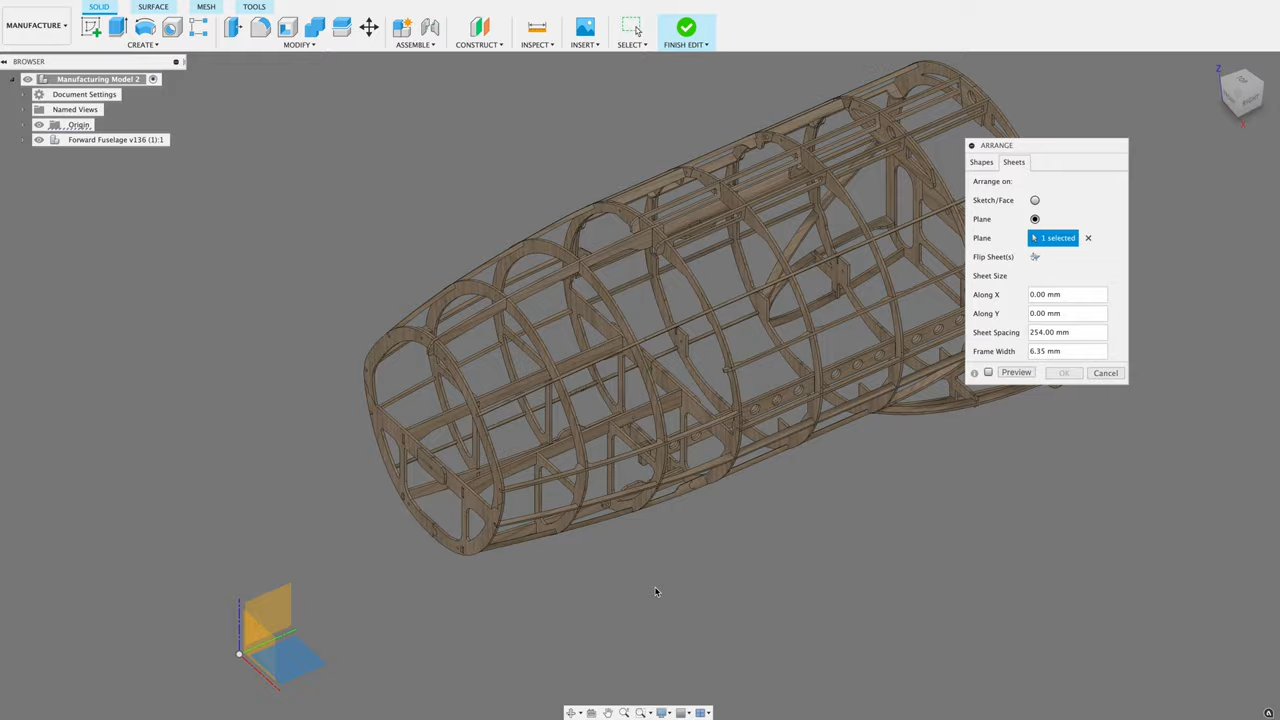 SOLID SURFACE MESH TOOLS
MANUFACTURE
CREATE MODIFY ASSEMBLE CONSTRUCT INSPECT INSERT SELECT FINISH EDIT
BROWSER
Manufacturing Model 2
Document Settings
Named Views
Origin
Forward Fuselage v136 (1):1
Z
RIGHT
X
ARRANGE
Shapes Sheets
Arrange on:
Sketch/Face
Plane
Plane 1 selected
Flip Sheet(s)
Sheet Size
Along X 0.00 mm
Along Y 0.00 mm
Sheet Spacing 254.00 mm
Frame Width 6.35 mm
Preview OK Cancel